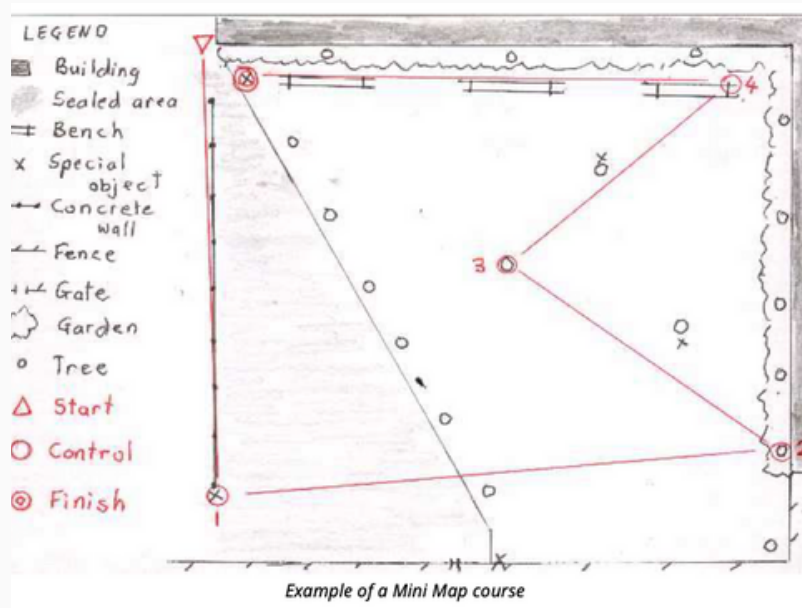 LEGEND
Building
Sealed area
Bench
Special
object
Concrete
wall
Fence
Gate
Garden
Tree
Start
Control
Finish
4
3
2
1
Example of a Mini Map course